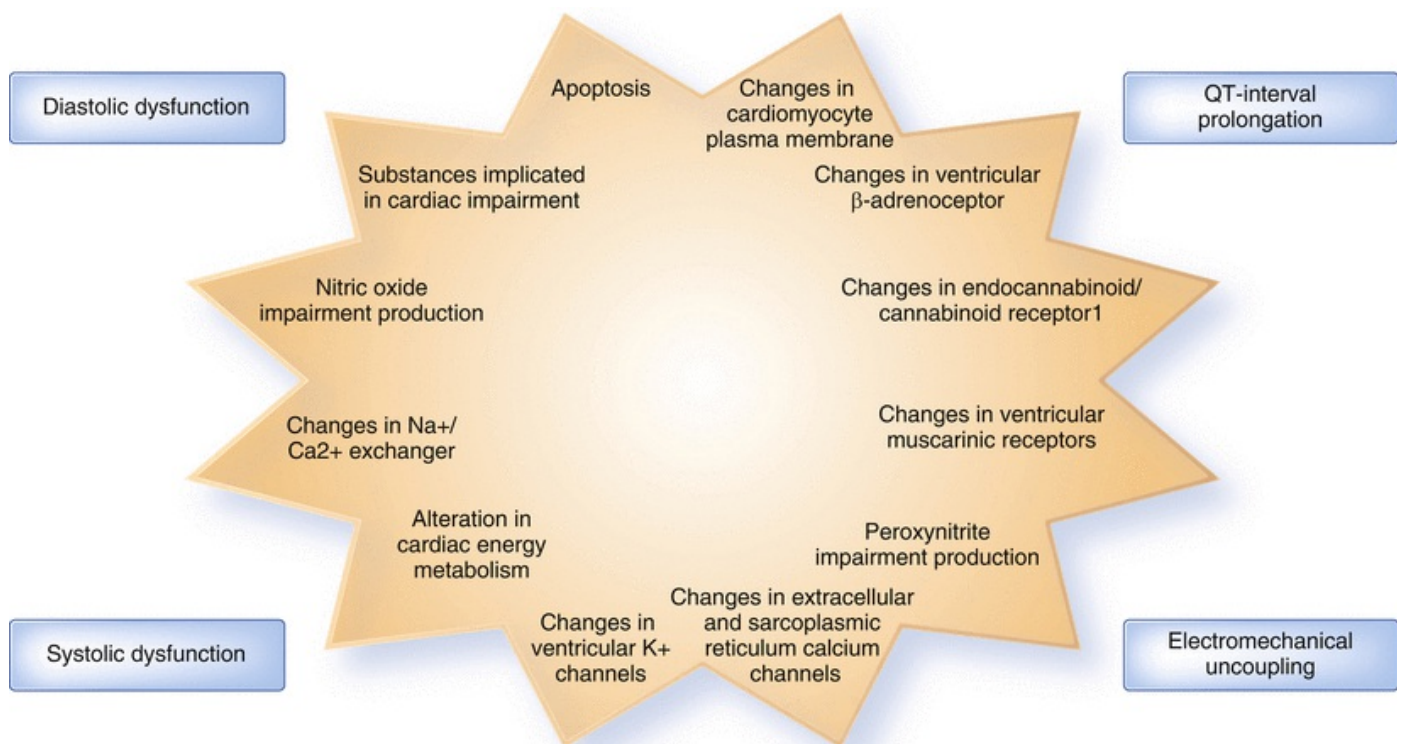 Diastolic dysfunction
Apoptosis
Changes in
cardiomyocyte
plasma membrane
QT-interval
prolongation
Substances implicated
in cardiac impairment
Changes in ventricular
β-adrenoceptor
Nitric oxide
impairment production
Changes in endocannabinoid/
cannabinoid receptor1
Changes in Na+/
Ca2+ exchanger
Changes in ventricular
muscarinic receptors
Alteration in
cardiac energy
metabolism
Peroxynitrite
impairment production
Systolic dysfunction
Changes in
ventricular K+
channels
Changes in extracellular
and sarcoplasmic
reticulum calcium
channels
Electromechanical
uncoupling